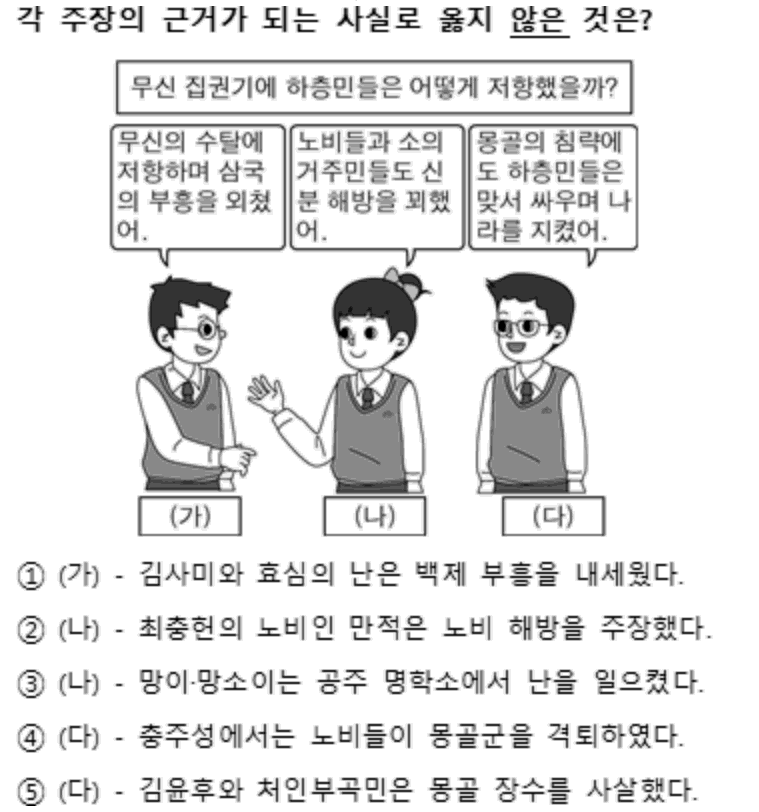 각 주장의 근거가 되는 사실로 옳지 않은 것은?
무신 집권기에 하층민들은 어떻게 저항했을까?
무신의 수탈에
저항하며 삼국
의 부흥을 외쳤
어.
노비들과 소의
거주민들도 신
분 해방을 꾀했
어.
몽골의 침략에
도 하층민들은
맞서 싸우며 나
라를 지켰어.
(가)
(나)
(다)
① (가) - 김사미와 효심의 난은 백제 부흥을 내세웠다.
② (나) - 최충헌의 노비인 만적은 노비 해방을 주장했다.
③ (나) - 망이·망소이는 공주 명학소에서 난을 일으켰다.
④ (다) - 충주성에서는 노비들이 몽골군을 격퇴하였다.
⑤ (다) - 김윤후와 처인부곡민은 몽골 장수를 사살했다.